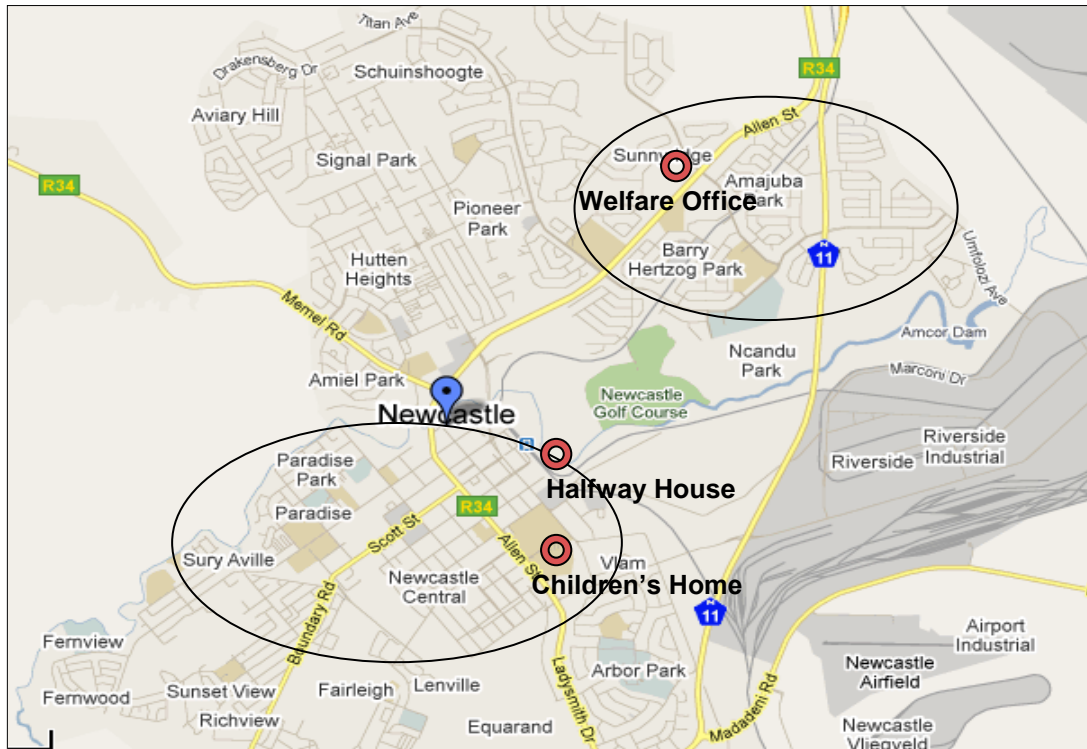 Titan Ave
R34
Drakensberg Dr
Schuinshoogte
Aviary Hill
Allen St
Signal Park
Sunnyridge
R34
Amajuba
Park
Welfare Office
Pioneer
Park
Barry
Hertzog Park
N
11
Umfolozi Ave
Hutten
Heights
Memel Rd
Amcor Dam
Ncandu
Park
Marconi Dr
Amiel Park
Newcastle
Golf Course
Newcastle
Riverside
Industrial
Riverside
Paradise
Park
Halfway House
Paradise
R34
Scott St
Allen St
Sury Aville
Vlam
Children's Home
Newcastle
Central
N
11
Boundary Rd
Airport
Industrial
Fernview
Arbor Park
Newcastle
Airfield
Ladysmith Dr
Madadeni Rd
Fernwood
Sunset View
Fairleigh
Lenville
Richview
Equarand
Newcastle
Vliegveld